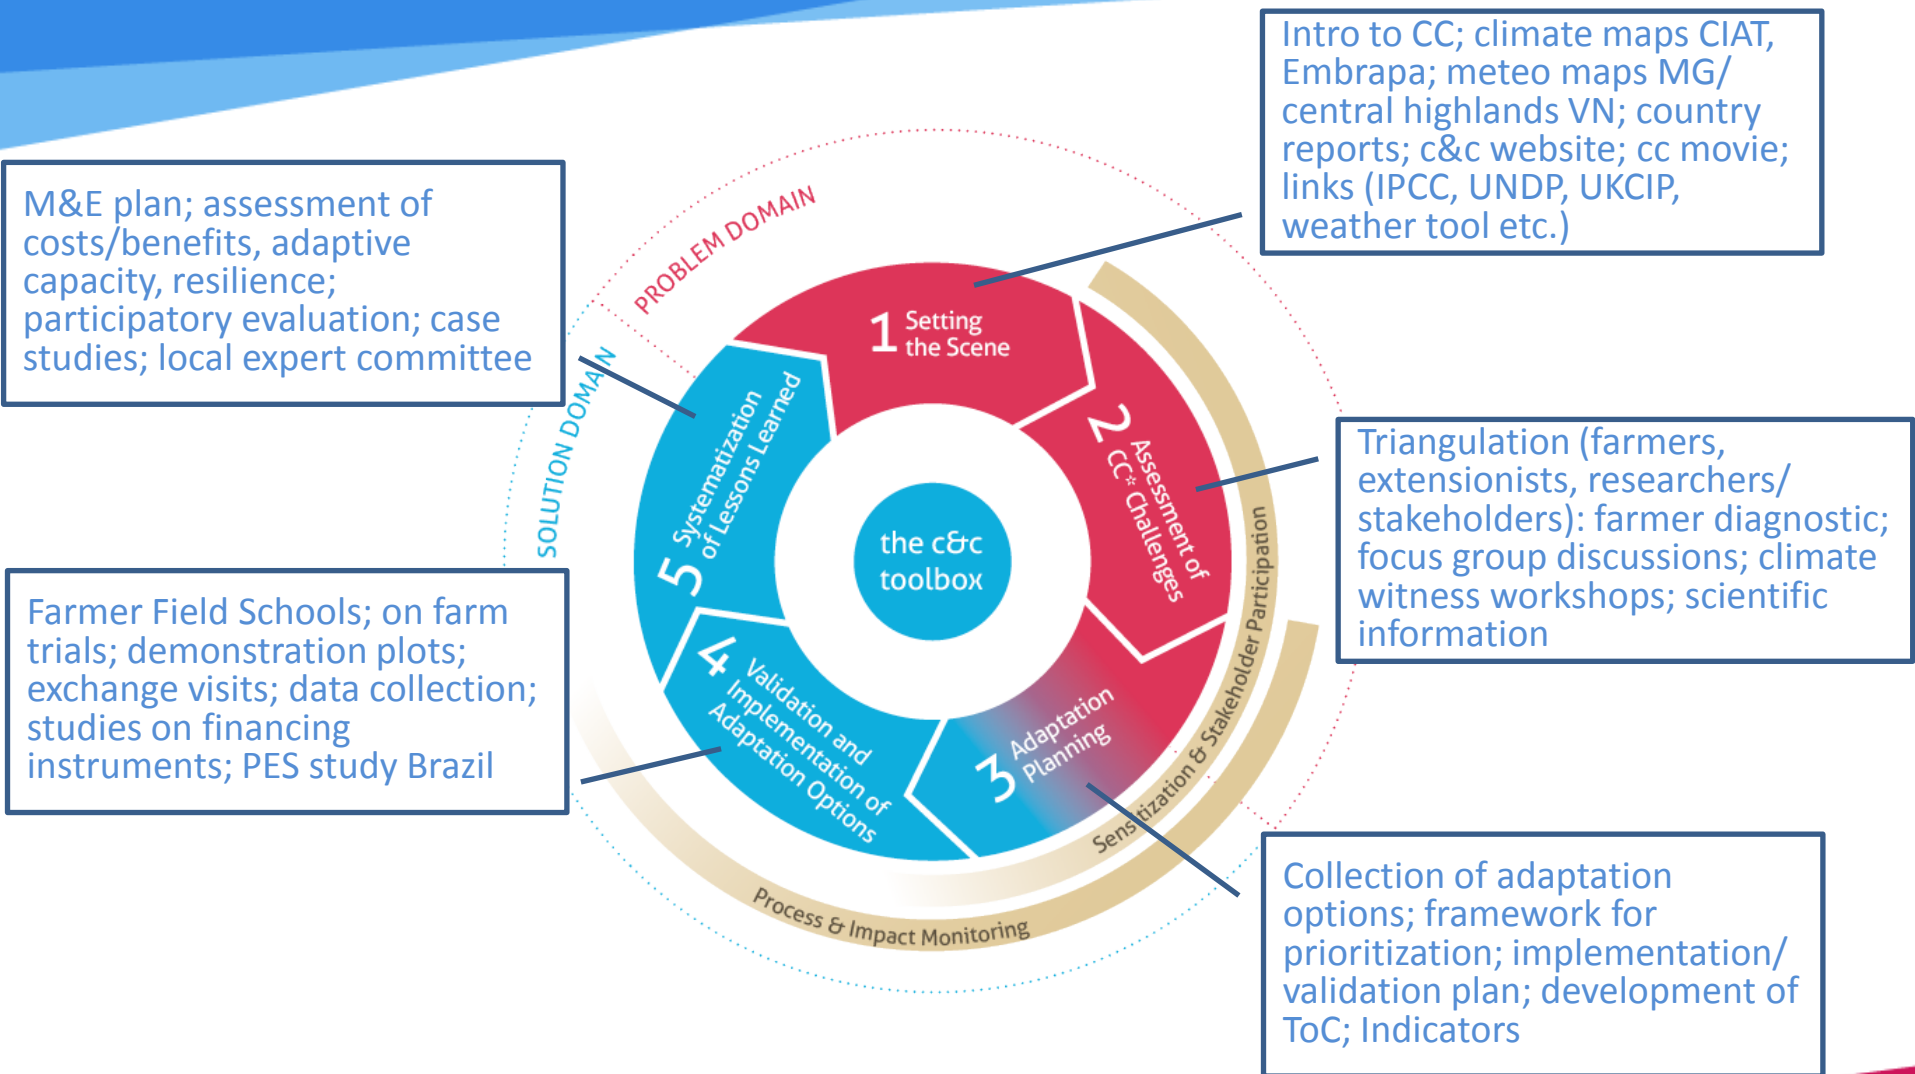 Intro to CC; climate maps CIAT,
Embrapa; meteo maps MG/
central highlands VN; country
reports; c&c website; cc movie;
links (IPCC, UNDP, UKCIP,
weather tool etc.)
M&E plan; assessment of
costs/benefits, adaptive
capacity, resilience;
participatory evaluation; case
studies; local expert committee
PROBLEM DOMAIN
SOLUTION DOMAIN
1 Setting
the Scene
2 Assessment of
CC* Challenges
Triangulation (farmers,
extensionists, researchers/
stakeholders): farmer diagnostic;
focus group discussions; climate
witness workshops; scientific
information
5 Systematization
of Lessons Learned
the c&c
toolbox
Farmer Field Schools; on farm
trials; demonstration plots;
exchange visits; data collection;
studies on financing
instruments; PES study Brazil
4 Validation and
Implementation of
Adaptation Options
3 Adaptation
Planning
Sensitization & Stakeholder Participation
Process & Impact Monitoring
Collection of adaptation
options; framework for
prioritization; implementation/
validation plan; development of
ToC; Indicators